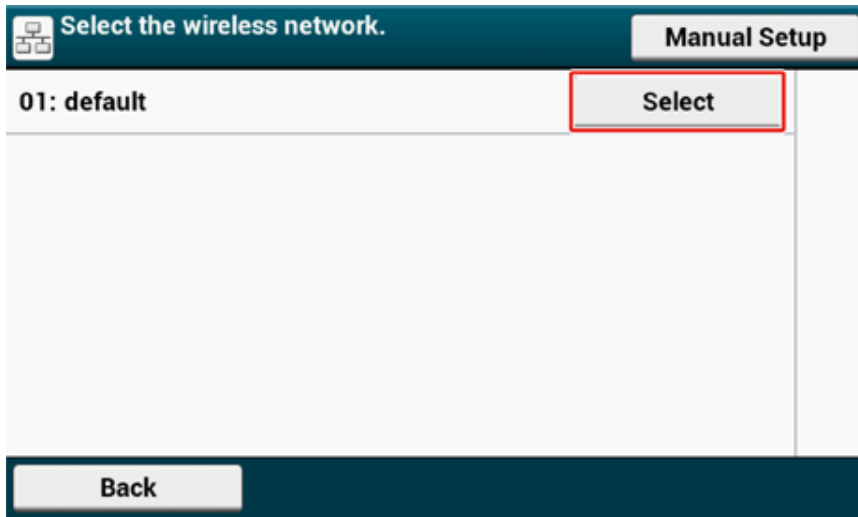 Select the wireless network.
Manual Setup
01: default
Select
Back